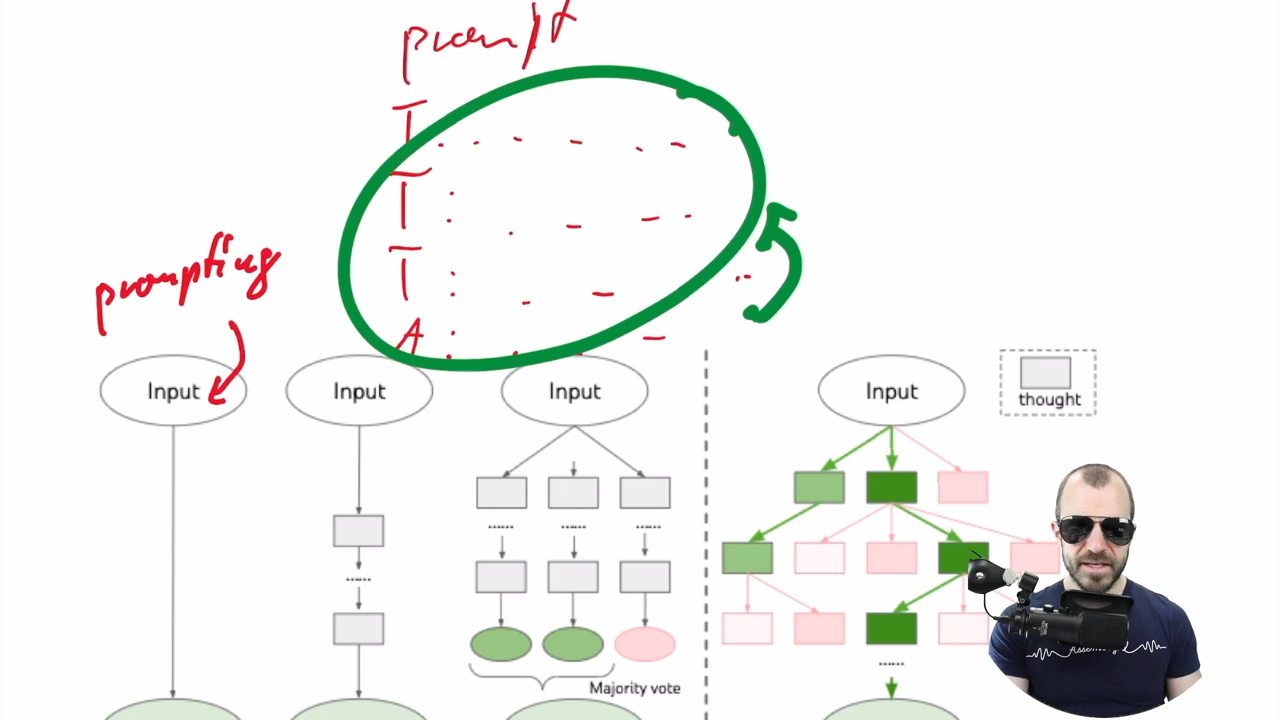 prompt
T
T
T
A
prompting
Input
Input
Input
Input
thought
......
......
......
......
Majority vote
......